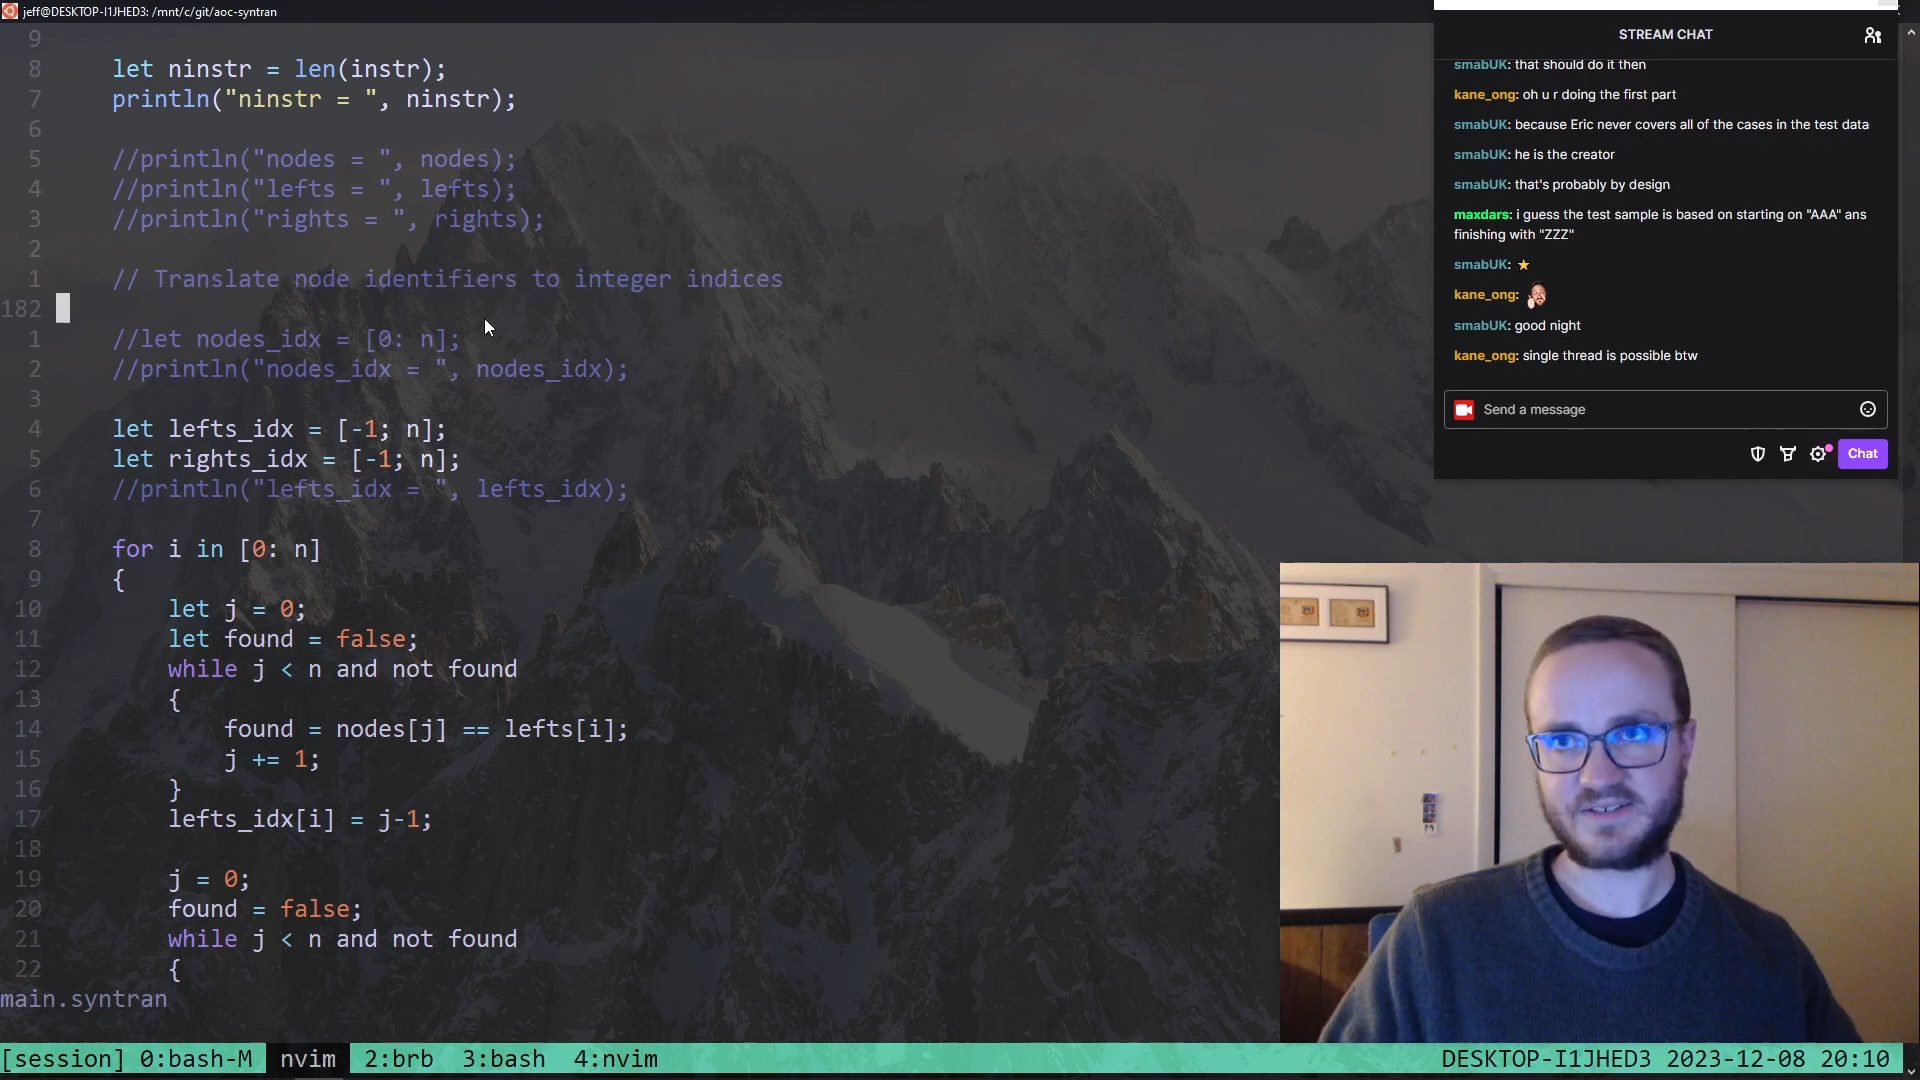 jeff@DESKTOP-I1JHED3: /mnt/c/git/aoc-syntran
9
8 let ninstr = len(instr);
7 println("ninstr = ", ninstr);
6
5 //println("nodes = ", nodes);
4 //println("lefts = ", lefts);
3 //println("rights = ", rights);
2
1 // Translate node identifiers to integer indices
182
1 //let nodes_idx = [0: n];
2 //println("nodes_idx = ", nodes_idx);
3
4 let lefts_idx = [-1; n];
5 let rights_idx = [-1; n];
6 //println("lefts_idx = ", lefts_idx);
7
8 for i in [0: n]
9 {
10 let j = 0;
11 let found = false;
12 while j < n and not found
13 {
14 found = nodes[j] == lefts[i];
15 j += 1;
16 }
17 lefts_idx[i] = j-1;
18
19 j = 0;
20 found = false;
21 while j < n and not found
22 {
main.syntran
[session] 0:bash-M nvim 2:brb 3:bash 4:nvim
DESKTOP-I1JHED3 2023-12-08 20:10
STREAM CHAT
smabUK: that should do it then
kane_ong: oh u r doing the first part
smabUK: because Eric never covers all of the cases in the test data
smabUK: he is the creator
smabUK: that's probably by design
maxdars: i guess the test sample is based on starting on "AAA" ans
finishing with "ZZZ"
smabUK:
kane_ong:
smabUK: good night
kane_ong: single thread is possible btw
Send a message
Chat